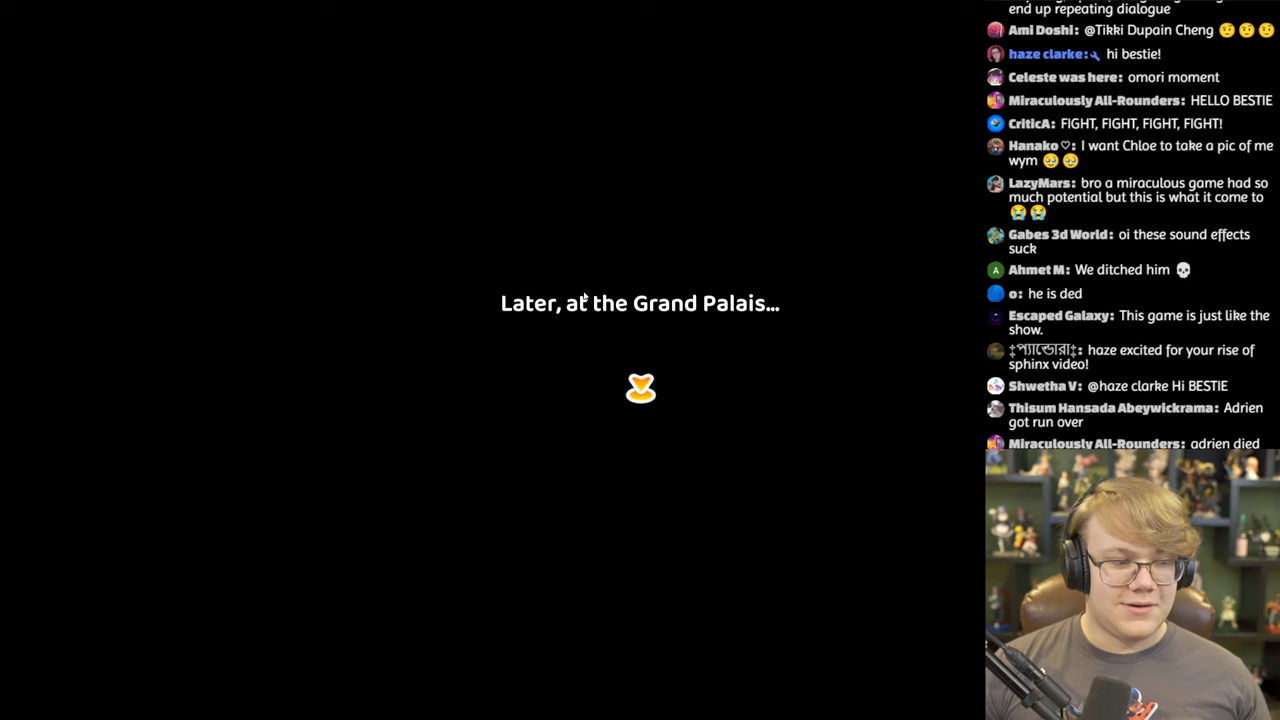 Later, at the Grand Palais...
end up repeating dialogue
Ami Doshi: @Tikki Dupain Cheng 🤨🤨🤨
haze clarke: hi bestie!
Celeste was here: omori moment
Miraculously All-Rounders: HELLO BESTIE
CriticA: FIGHT, FIGHT, FIGHT, FIGHT!
Hanako♡: I want Chloe to take a pic of me
wym 🥹🥹
LazyMars: bro a miraculous game had so
much potential but this is what it come to
😭😭
Gabes 3d World: oi these sound effects
suck
A Ahmet M: We ditched him 💀
o: he is ded
Escaped Galaxy: This game is just like the
show.
‡প্যান্ডোরা‡: haze excited for your rise of
sphinx video!
Shwetha V: @haze clarke Hi BESTIE
Thisum Hansada Abeywickrama: Adrien
got run over
Miraculously All-Rounders: adrien died